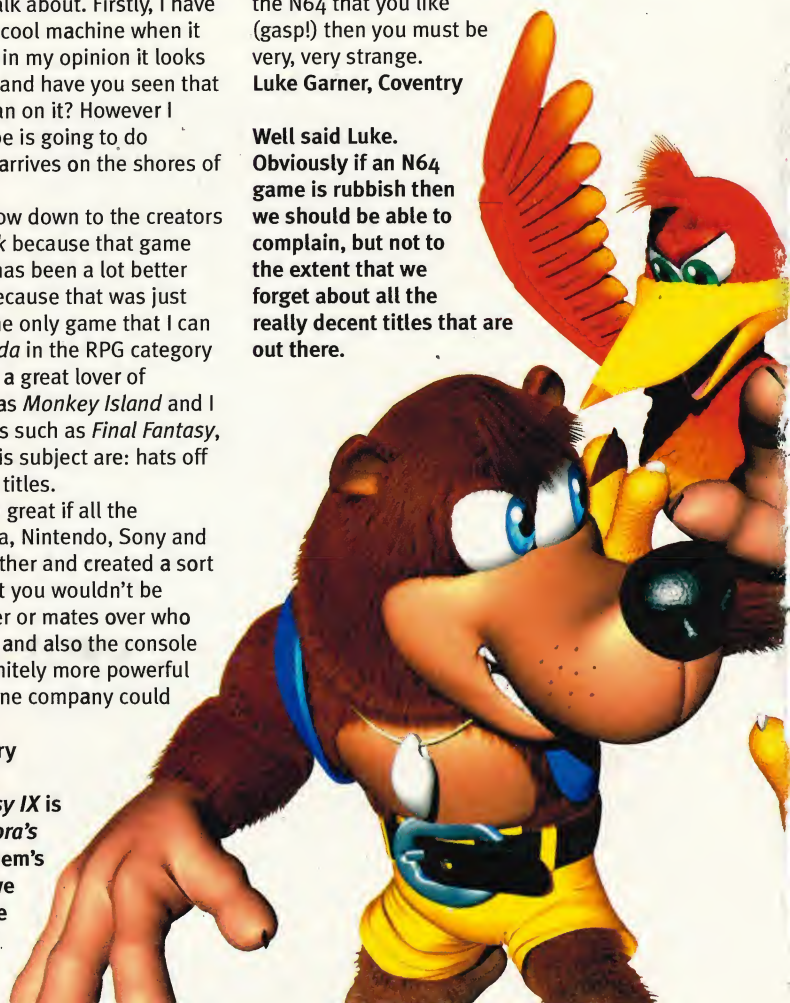 alk about. Firstly, I have
cool machine when it
in my opinion it looks
and have you seen that
an on it? However I
be is going to do
arrives on the shores of
ow down to the creators
k because that game
has been a lot better
ecause that was just
he only game that I can
da in the RPG category
a great lover of
as Monkey Island and I
s such as Final Fantasy,
is subject are: hats off
titles.
great if all the
a, Nintendo, Sony and
ther and created a sort
t you wouldn't be
er or mates over who
and also the console
nitely more powerful
ne company could
ry
sy IX is
ora's
em's
ve
e
the N64 that you like
(gasp!) then you must be
very, very strange.
Luke Garner, Coventry
Well said Luke.
Obviously if an N64
game is rubbish then
we should be able to
complain, but not to
the extent that we
forget about all the
really decent titles that are
out there.